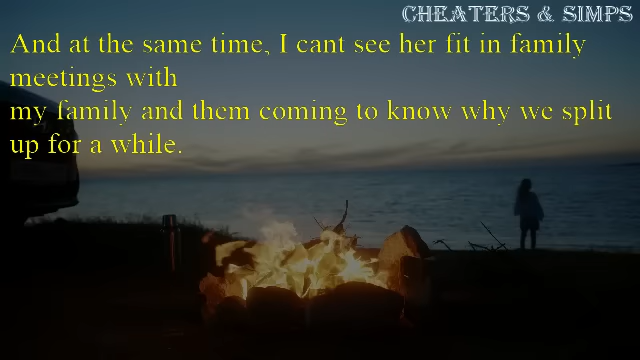 CHEATERS & SIMPS
And at the same time, I cant see her fit in family
meetings with
my family and them coming to know why we split
up for a while.